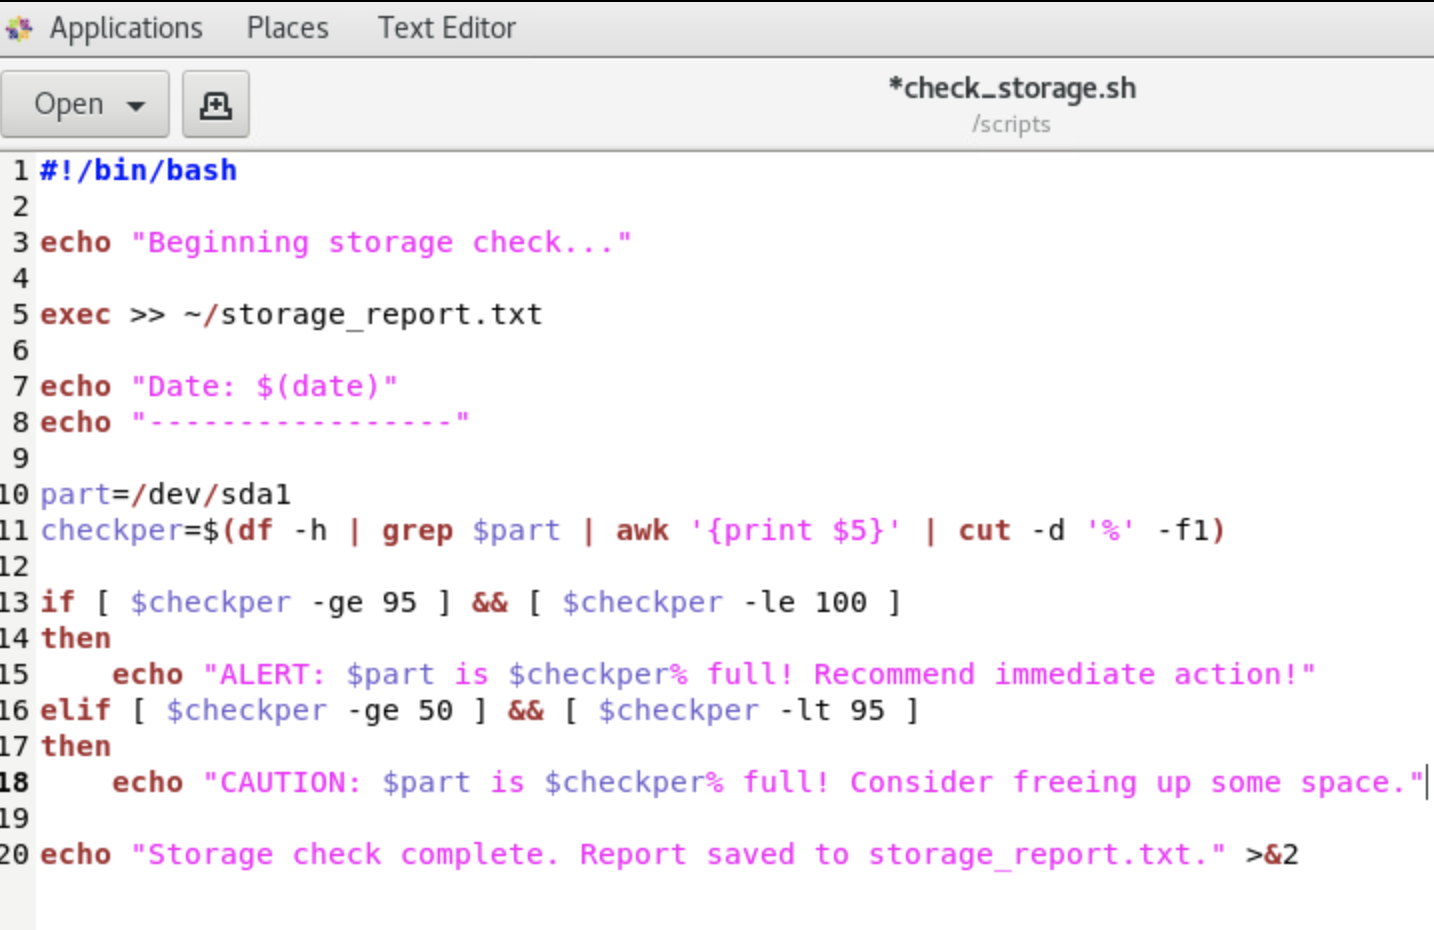 Applications Places Text Editor
Open *check_storage.sh
/scripts
1 #!/bin/bash
2
3 echo "Beginning storage check..."
4
5 exec >> ~/storage_report.txt
6
7 echo "Date: $(date)"
8 echo "-----------------"
9
10 part=/dev/sda1
11 checkper=$(df -h | grep $part | awk '{print $5}' | cut -d '%' -f1)
12
13 if [ $checkper -ge 95 ] && [ $checkper -le 100 ]
14 then
15     echo "ALERT: $part is $checkper% full! Recommend immediate action!"
16 elif [ $checkper -ge 50 ] && [ $checkper -lt 95 ]
17 then
18     echo "CAUTION: $part is $checkper% full! Consider freeing up some space."
19
20 echo "Storage check complete. Report saved to storage_report.txt." >&2